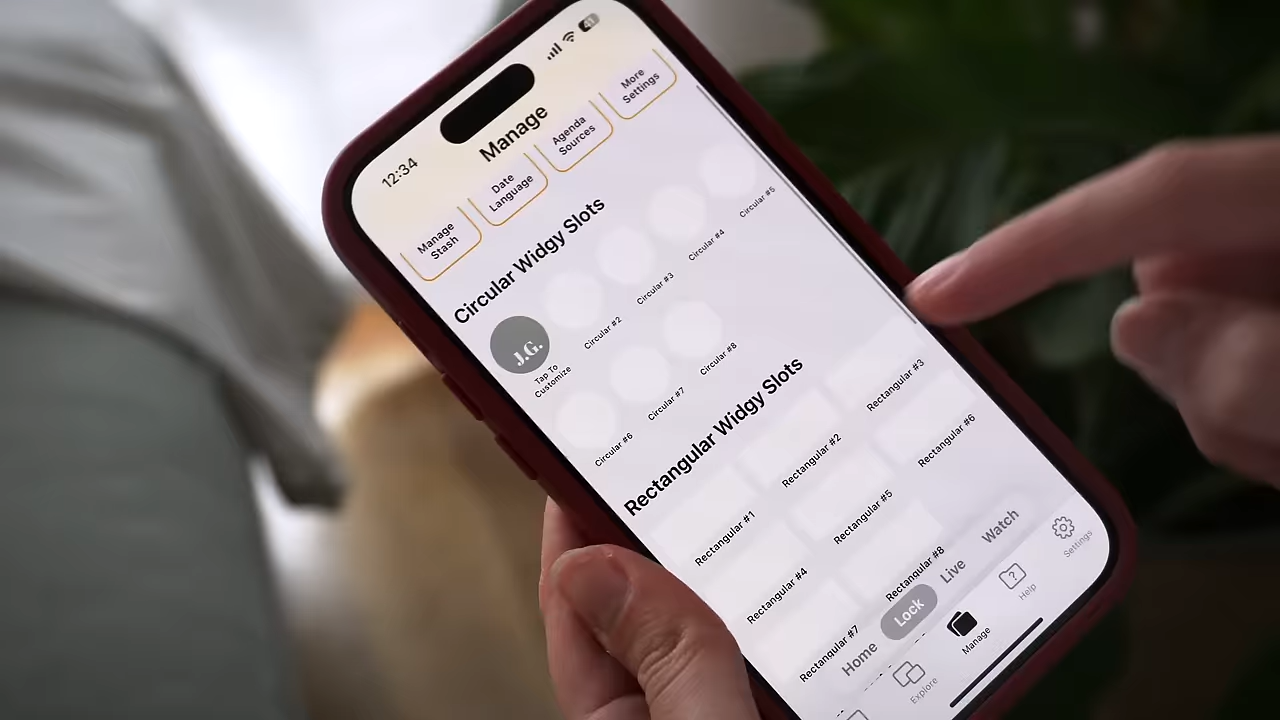 12:34
41
Manage
Manage
Stash
Date
Language
Agenda
Sources
More
Settings
Circular Widgy Slots
J.G.
Tap To
Customize
Circular #2
Circular #3
Circular #4
Circular #5
Circular #6
Circular #7
Circular #8
Rectangular Widgy Slots
Rectangular #1
Rectangular #2
Rectangular #3
Rectangular #4
Rectangular #5
Rectangular #6
Rectangular #7
Rectangular #8
Home
Lock
Live
Watch
Explore
Manage
Help
Settings